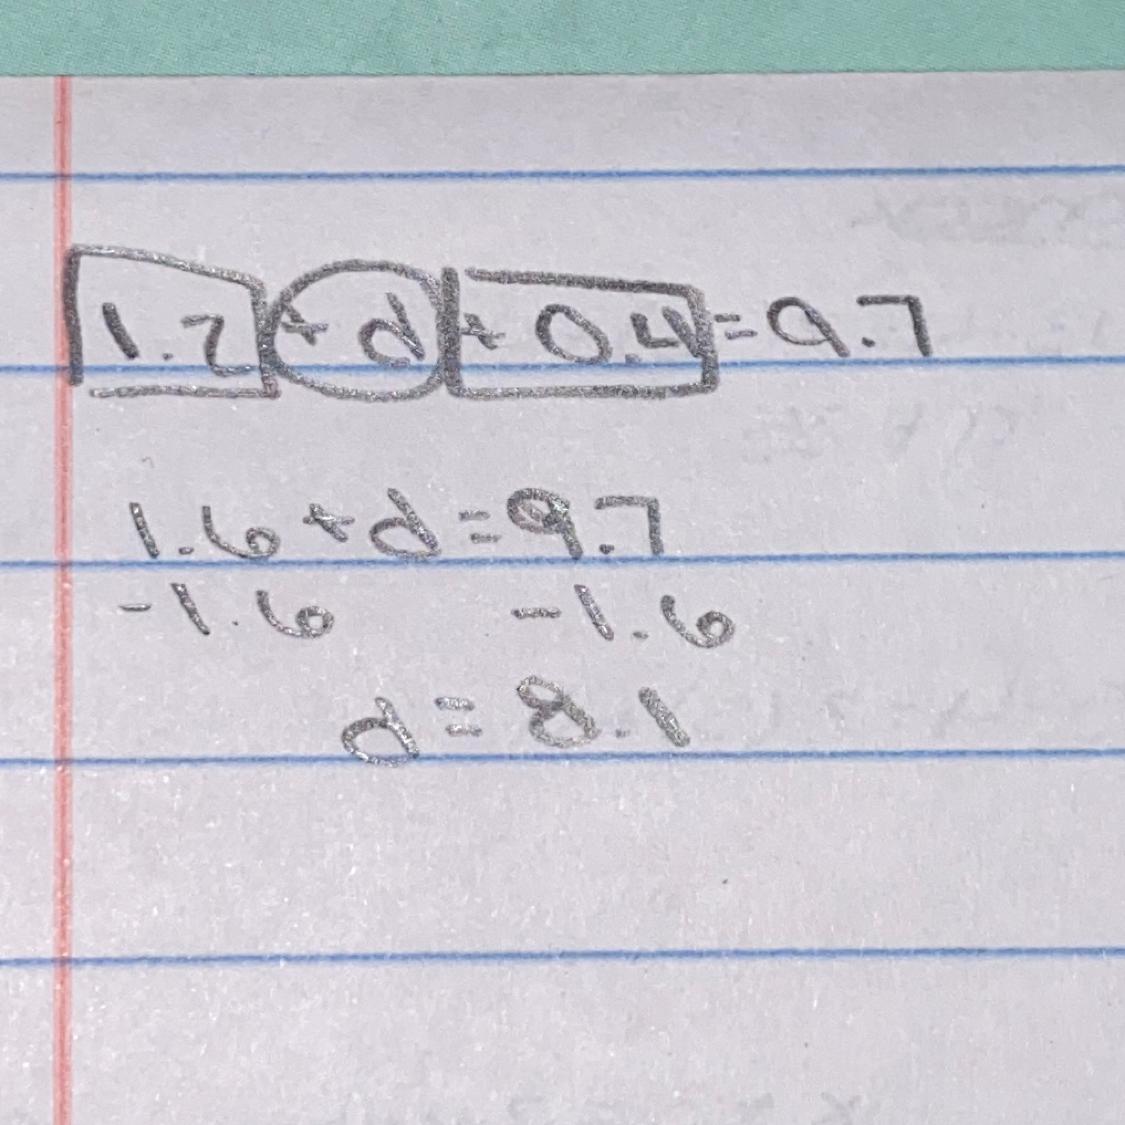 1.2 + d + 0.4 = 9.7
1.6 + d = 9.7
-1.6 -1.6
d = 8.1